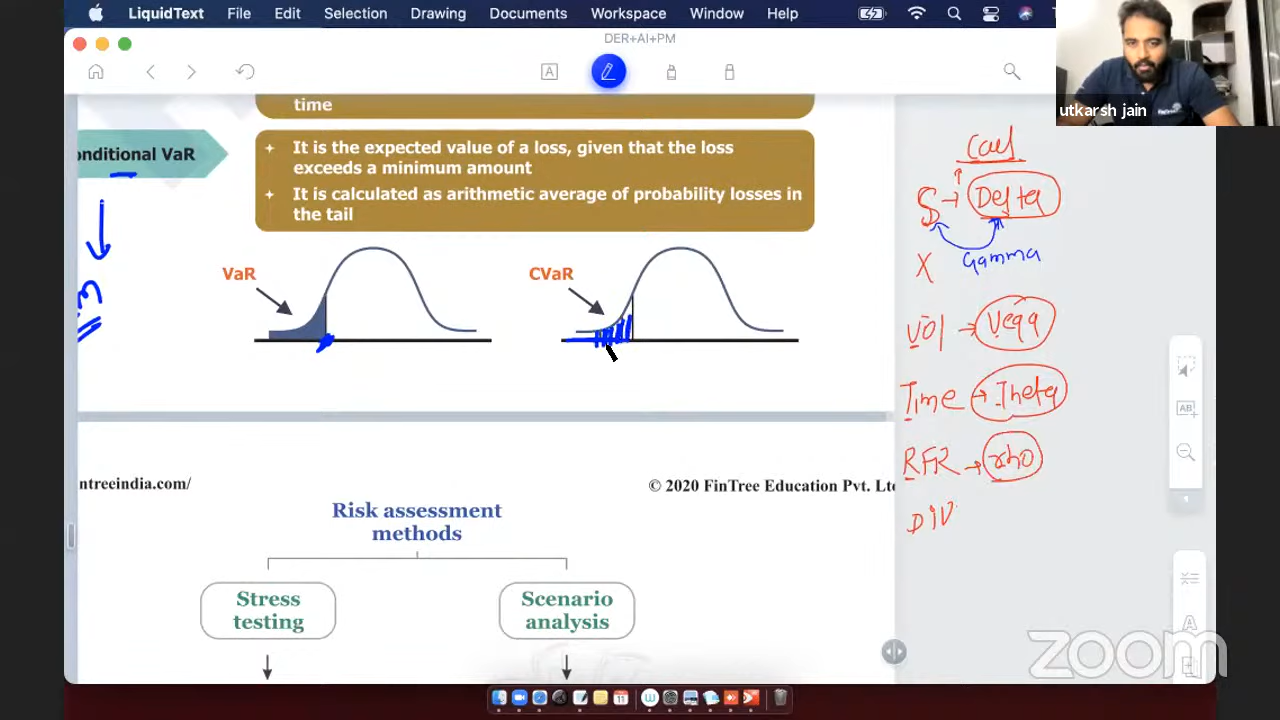 LiquidText File Edit Selection Drawing Documents Workspace Window Help
DER+AI+PM
A
utkarsh jain
time
onditional VaR
It is the expected value of a loss, given that the loss
exceeds a minimum amount
It is calculated as arithmetic average of probability losses in
the tail
VaR
CVaR
Call
S → Delta
Gamma
X
Vol → Vega
Time → Theta
RFR → rho
DIV
ntreeindia.com/
© 2020 FinTree Education Pvt. Lt
Risk assessment
methods
Stress
testing
Scenario
analysis
zoom